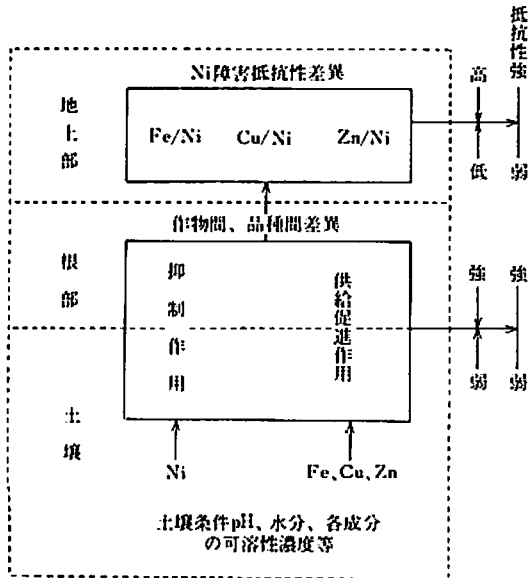 抵抗性強
弱
高
低
Ni障害抵抗性差異
地上部
Fe/Ni Cu/Ni Zn/Ni
作物間、品種間差異
根部
抑制作用
供給促進作用
強
弱
強
弱
土壌
Ni
Fe、Cu、Zn
土壌条件pH、水分、各成分
の可溶性濃度等